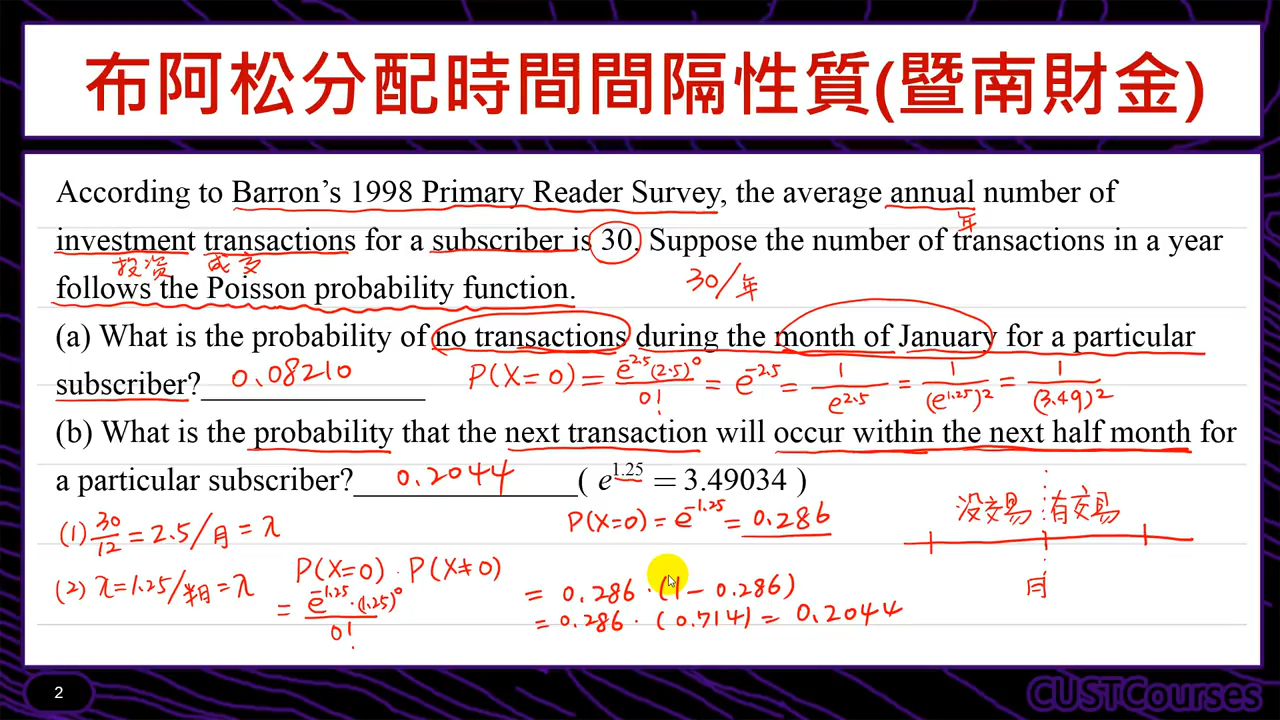 布阿松分配時間間隔性質(暨南財金)
According to Barron's 1998 Primary Reader Survey, the average annual number of
年
investment transactions for a subscriber is 30. Suppose the number of transactions in a year
投資 成交
30/年
follows the Poisson probability function.
(a) What is the probability of no transactions during the month of January for a particular
subscriber? 0.08210 P(X=0) = e^-2.5 (2.5)^0 / 0! = e^-2.5 = 1 / e^2.5 = 1 / (e^1.25)^2 = 1 / (3.49)^2
(b) What is the probability that the next transaction will occur within the next half month for
a particular subscriber? 0.2044 ( e^1.25 = 3.49034 )
(1) 30/12 = 2.5/月 = λ
P(X=0) = e^-1.25 = 0.286
没交易 有交易
月
(2) λ = 1.25/半月 = λ
P(X=0) · P(X≠0)
= e^-1.25 · (1.25)^0 / 0!
= 0.286 · (1 - 0.286)
= 0.286 · (0.714) = 0.2044
2
CUSTCourses